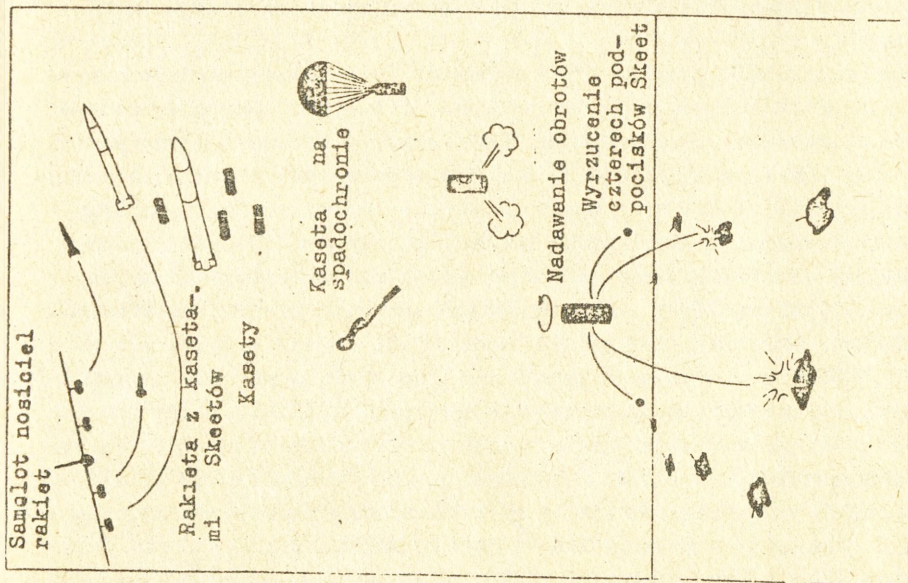 Samolot nosiciel
rakiet
Rakieta z kaseta-
mi Skeetów
Kasety
Kaseta na
spadochronie
Nadawanie obrotów
Wyrzucenie
czterech pod-
pocisków Skeet